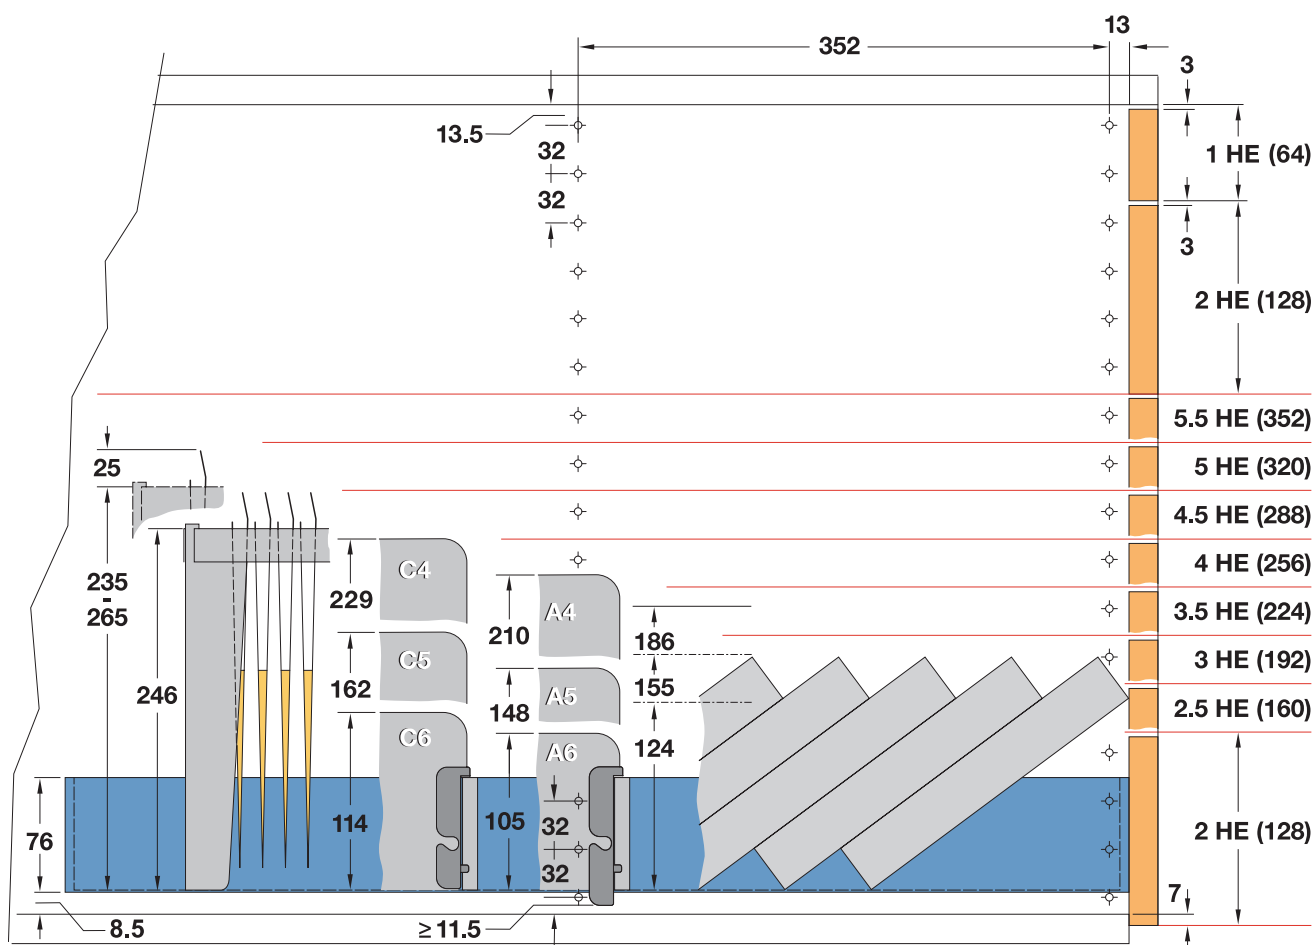 13
352
3
13.5
32
1 HE (64)
32
3
2 HE (128)
5.5 HE (352)
25
5 HE (320)
4.5 HE (288)
C4
4 HE (256)
235
-
265
229
A4
3.5 HE (224)
210
186
C5
3 HE (192)
246
162
A5
155
148
2.5 HE (160)
C6
A6
124
76
114
105
32
2 HE (128)
32
7
8.5
≥ 11.5